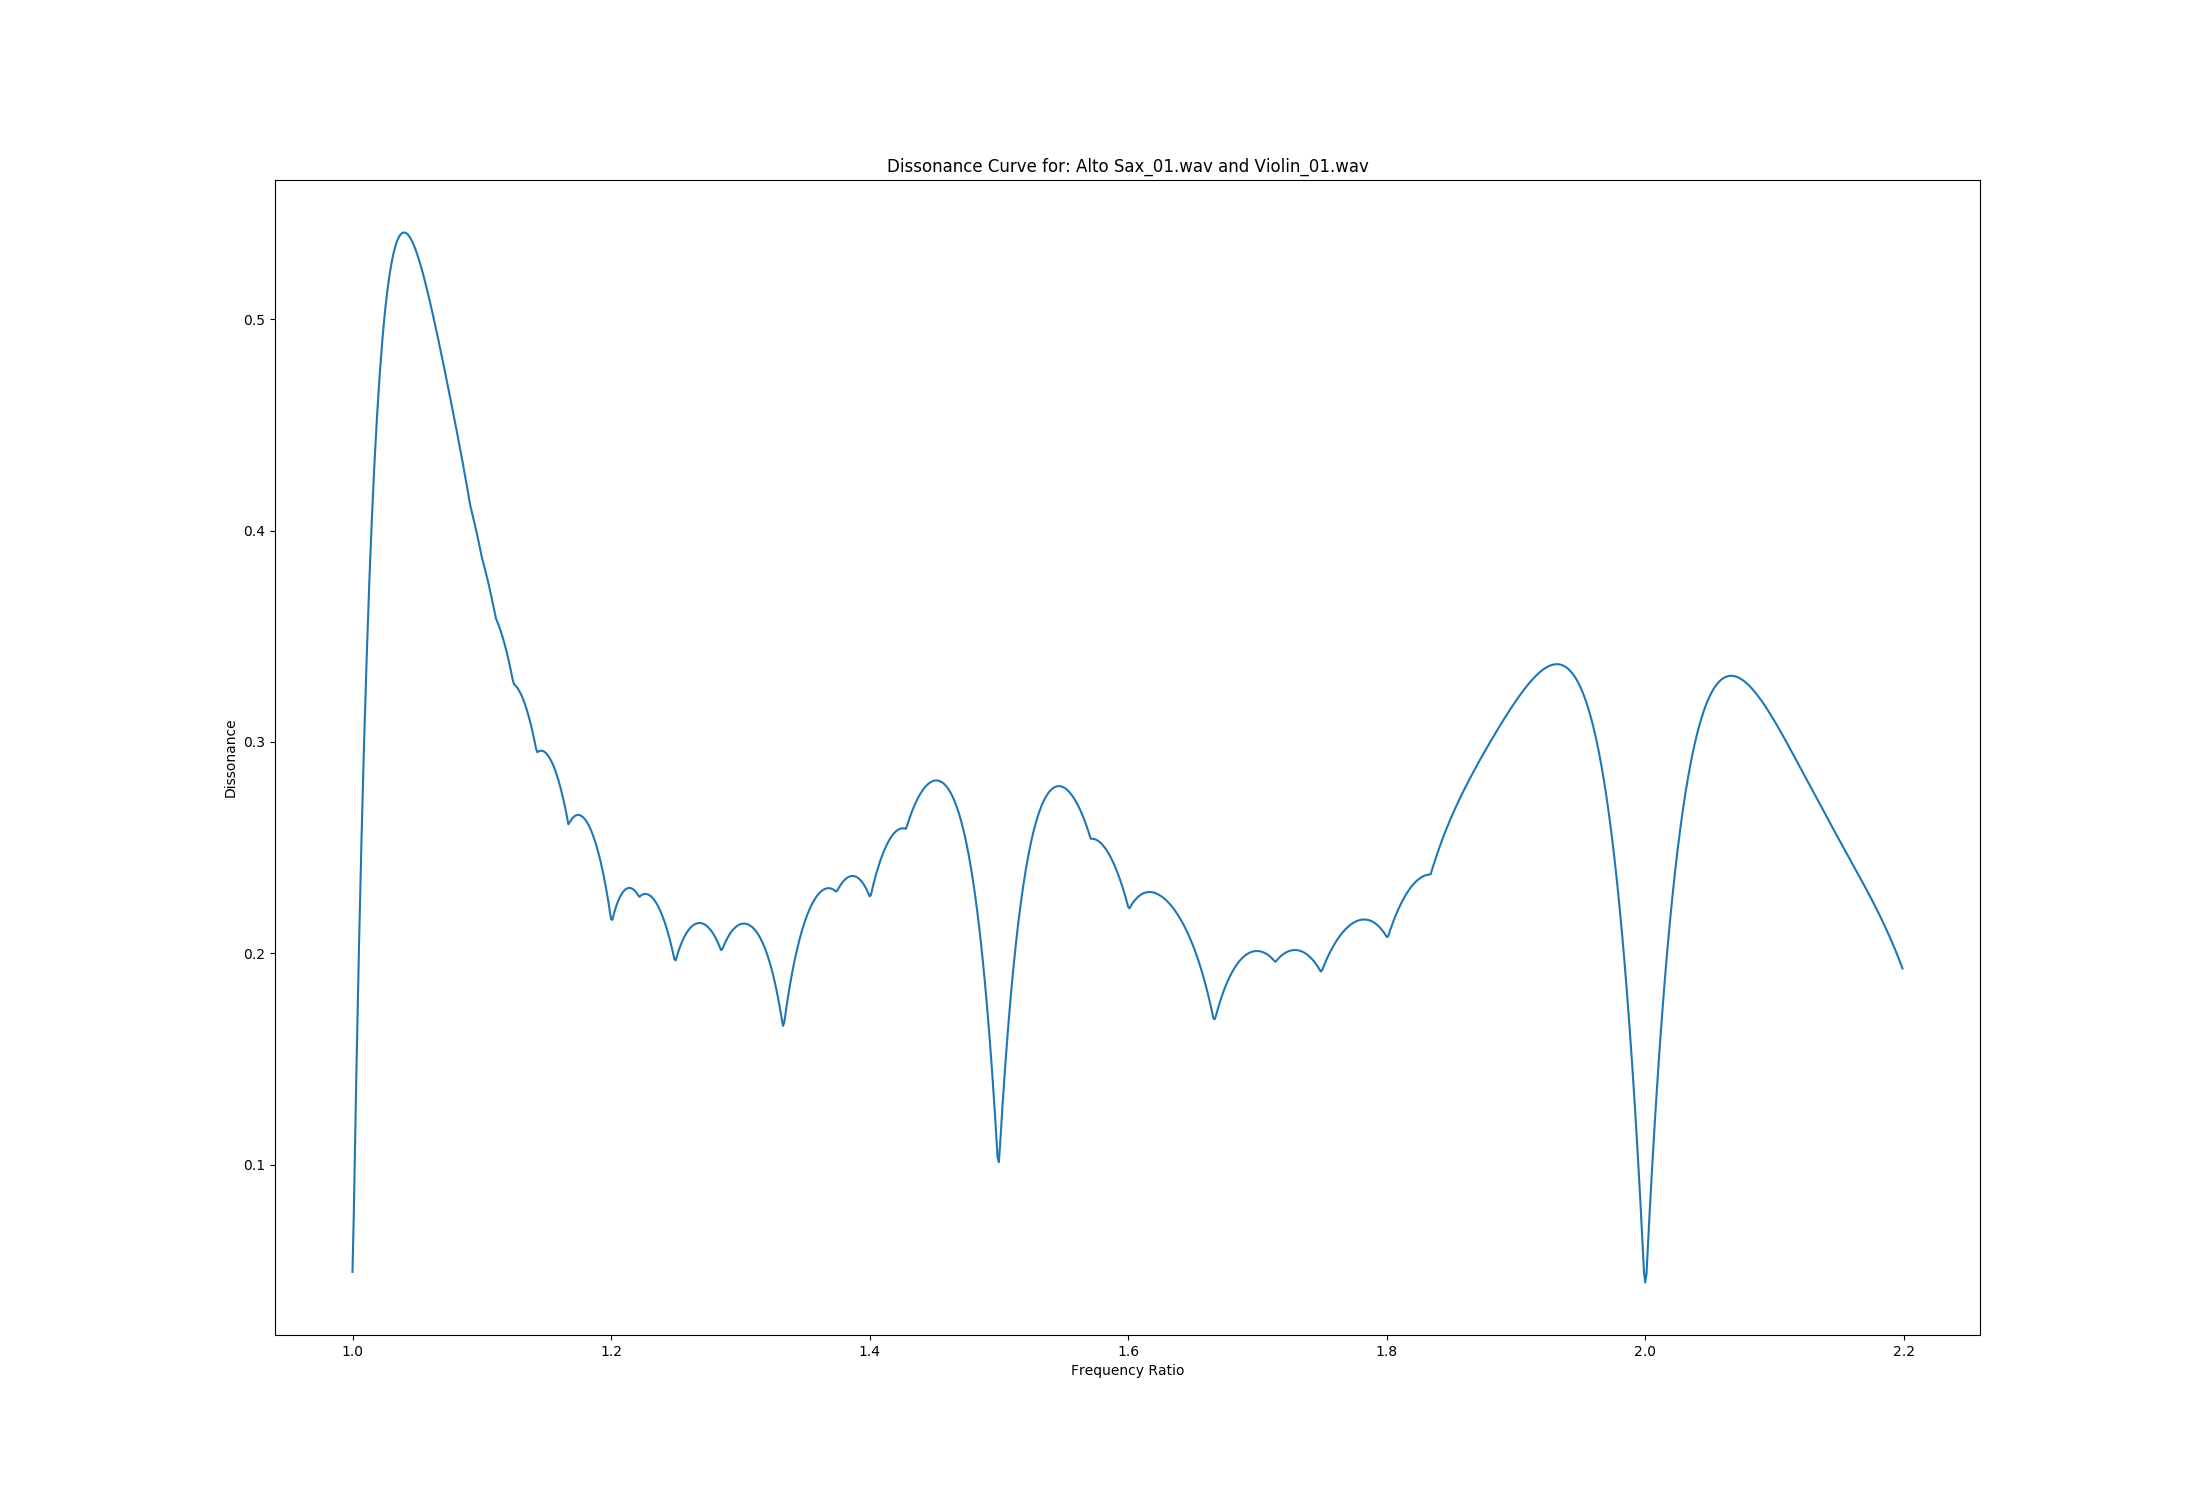 Dissonance Curve for: Alto Sax_01.wav and Violin_01.wav
Dissonance
0.5
0.4
0.3
0.2
0.1
1.0 1.2 1.4 1.6 1.8 2.0 2.2
Frequency Ratio